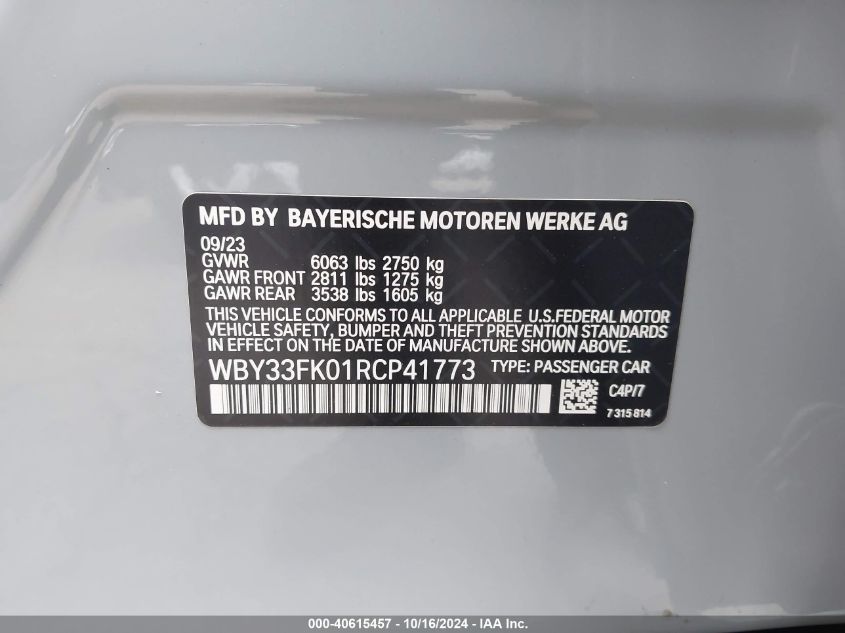 MFD BY BAYERISCHE MOTOREN WERKE AG
09/23
GVWR 6063 lbs 2750 kg
GAWR FRONT 2811 lbs 1275 kg
GAWR REAR 3538 lbs 1605 kg
THIS VEHICLE CONFORMS TO ALL APPLICABLE U.S.FEDERAL MOTOR
VEHICLE SAFETY, BUMPER AND THEFT PREVENTION STANDARDS
IN EFFECT ON THE DATE OF MANUFACTURE SHOWN ABOVE.
WBY33FK01RCP41773 TYPE: PASSENGER CAR
C4P/7
7 315 814
000-40615457 - 10/16/2024 - IAA Inc.